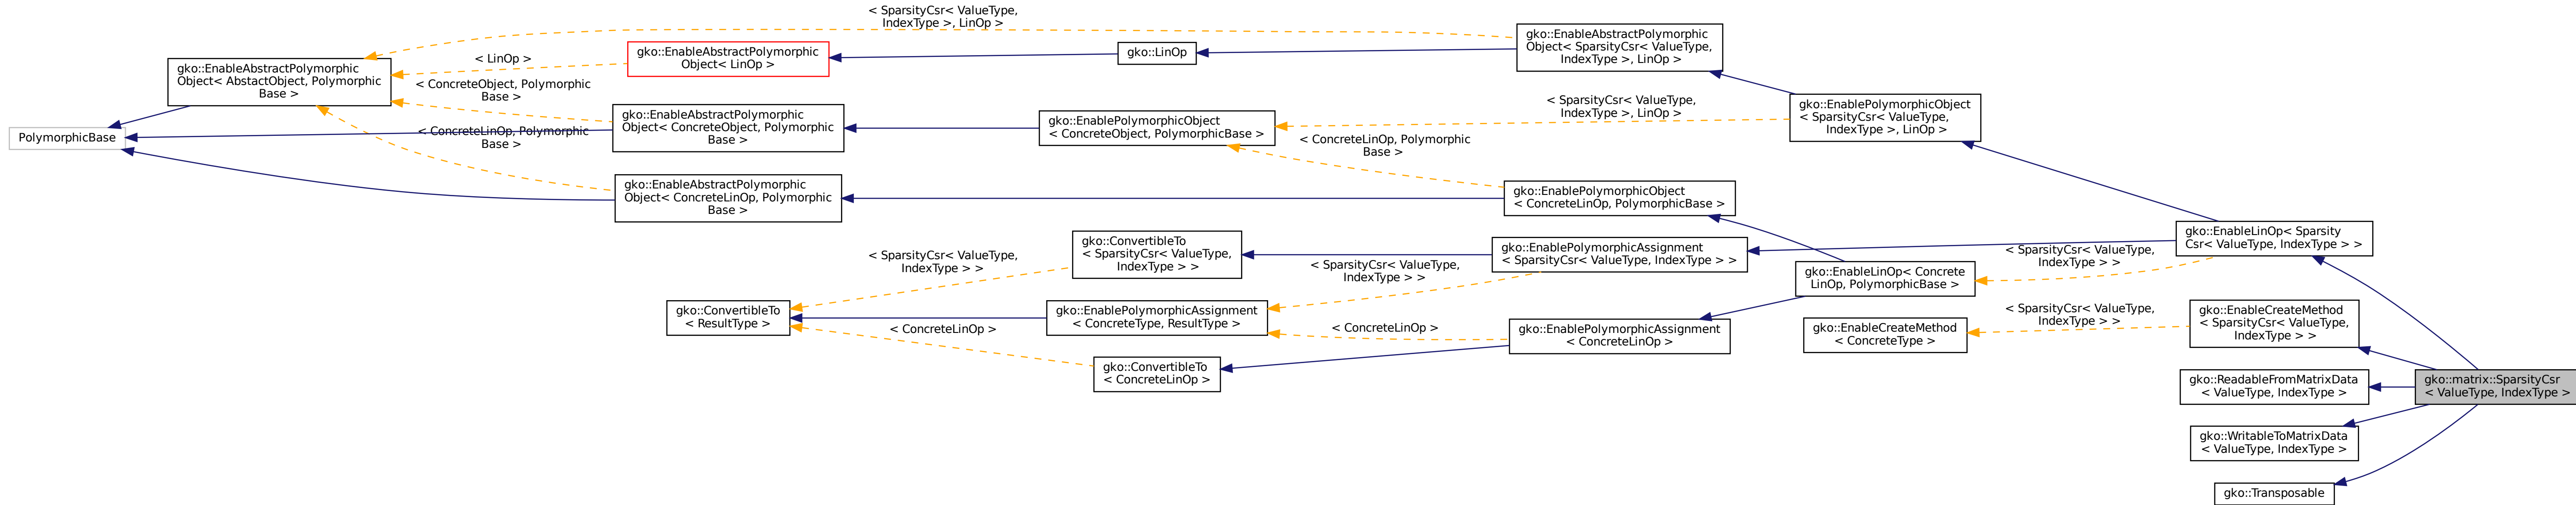 < SparsityCsr< ValueType,
IndexType >, LinOp >
gko::EnableAbstractPolymorphic
Object< SparsityCsr< ValueType,
IndexType >, LinOp >
gko::EnableAbstractPolymorphic
Object< LinOp >
gko::LinOp
< LinOp >
gko::EnableAbstractPolymorphic
Object< AbstactObject, Polymorphic
Base >
< ConcreteObject, Polymorphic
Base >
gko::EnablePolymorphicObject
< SparsityCsr< ValueType,
IndexType >, LinOp >
< SparsityCsr< ValueType,
IndexType >, LinOp >
gko::EnableAbstractPolymorphic
Object< ConcreteObject, Polymorphic
Base >
gko::EnablePolymorphicObject
< ConcreteObject, PolymorphicBase >
PolymorphicBase
< ConcreteLinOp, Polymorphic
Base >
< ConcreteLinOp, Polymorphic
Base >
gko::EnableAbstractPolymorphic
Object< ConcreteLinOp, Polymorphic
Base >
gko::EnablePolymorphicObject
< ConcreteLinOp, PolymorphicBase >
gko::EnableLinOp< Sparsity
Csr< ValueType, IndexType > >
gko::ConvertibleTo
< SparsityCsr< ValueType,
IndexType > >
gko::EnablePolymorphicAssignment
< SparsityCsr< ValueType, IndexType > >
< SparsityCsr< ValueType,
IndexType > >
< SparsityCsr< ValueType,
IndexType > >
< SparsityCsr< ValueType,
IndexType > >
gko::EnableLinOp< Concrete
LinOp, PolymorphicBase >
gko::ConvertibleTo
< ResultType >
gko::EnablePolymorphicAssignment
< ConcreteType, ResultType >
< SparsityCsr< ValueType,
IndexType > >
gko::EnableCreateMethod
< SparsityCsr< ValueType,
IndexType > >
< ConcreteLinOp >
< ConcreteLinOp >
gko::EnablePolymorphicAssignment
< ConcreteLinOp >
gko::EnableCreateMethod
< ConcreteType >
gko::ConvertibleTo
< ConcreteLinOp >
gko::ReadableFromMatrixData
< ValueType, IndexType >
gko::matrix::SparsityCsr
< ValueType, IndexType >
gko::WritableToMatrixData
< ValueType, IndexType >
gko::Transposable